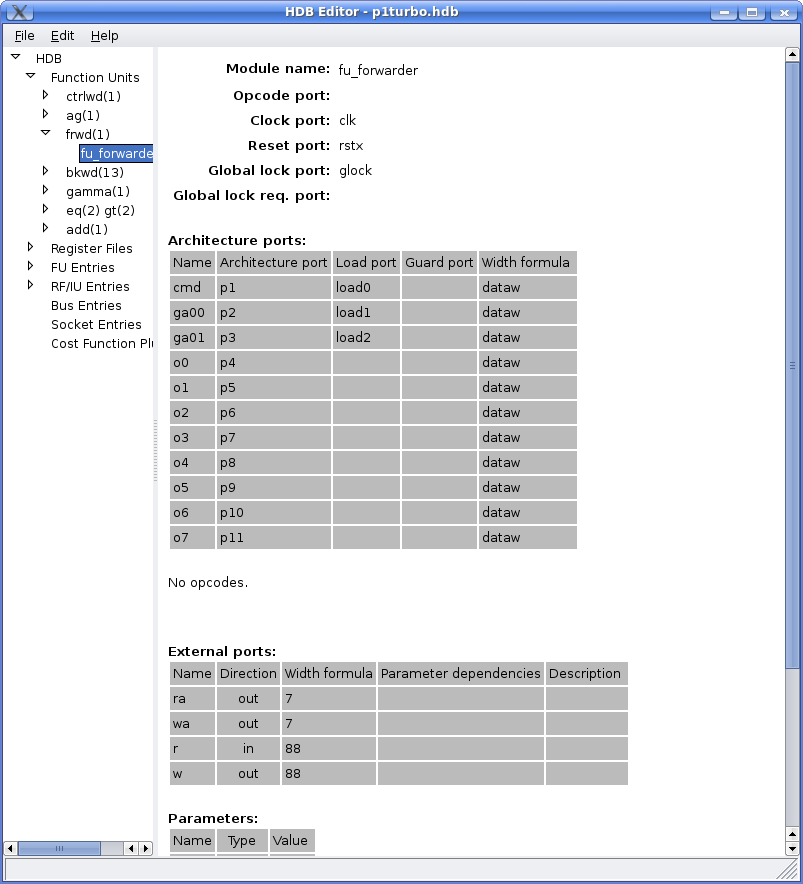 HDB Editor - p1turbo.hdb
File Edit Help
HDB
Function Units
ctrlwd(1)
ag(1)
frwd(1)
fu_forwarde
bkwd(13)
gamma(1)
eq(2) gt(2)
add(1)
Register Files
FU Entries
RF/IU Entries
Bus Entries
Socket Entries
Cost Function Plu
Module name: fu_forwarder
Opcode port:
Clock port: clk
Reset port: rstx
Global lock port: glock
Global lock req. port:
Architecture ports:
Name Architecture port Load port Guard port Width formula
cmd p1 load0 dataw
ga00 p2 load1 dataw
ga01 p3 load2 dataw
o0 p4 dataw
o1 p5 dataw
o2 p6 dataw
o3 p7 dataw
o4 p8 dataw
o5 p9 dataw
o6 p10 dataw
o7 p11 dataw
No opcodes.
External ports:
Name Direction Width formula Parameter dependencies Description
ra out 7
wa out 7
r in 88
w out 88
Parameters:
Name Type Value